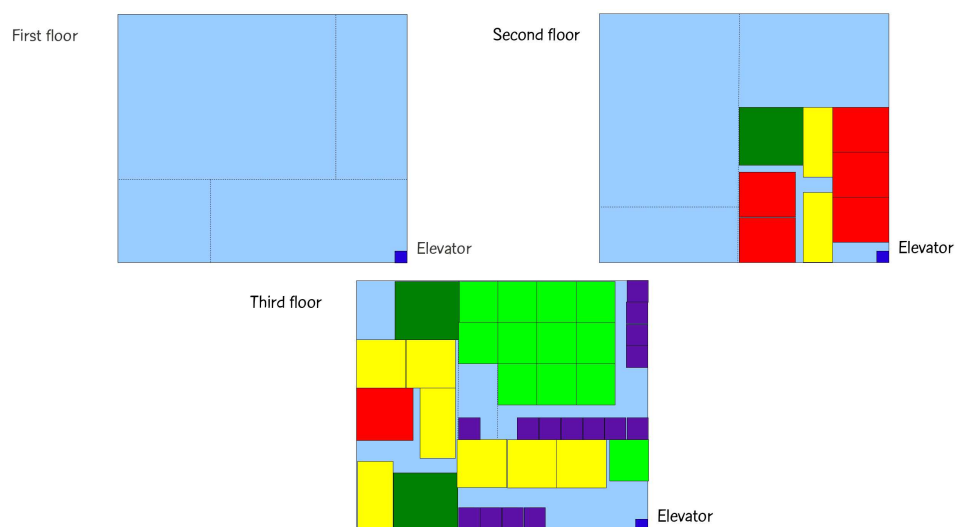 First floor
Second floor
Elevator
Elevator
Third floor
Elevator